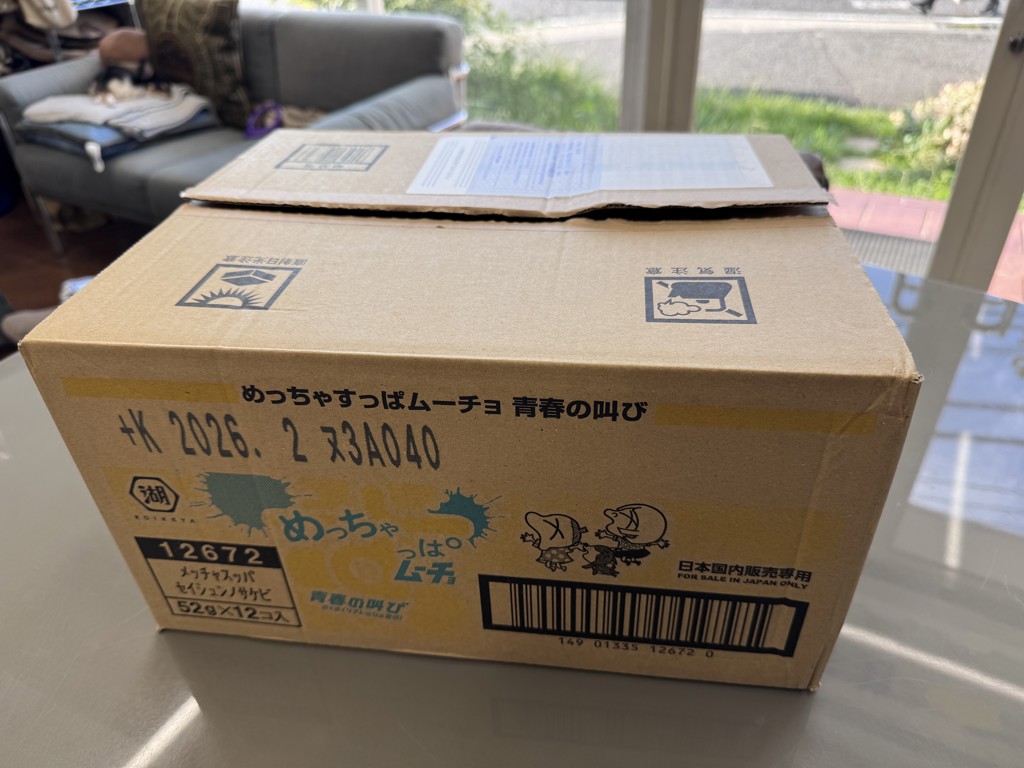 直射日光注意
湿気注意
めっちゃすっぱムーチョ 青春の叫び
+K 2026. 2 ヌ3A040
湖
KOIKEYA
めっちゃ
っぱ
ムーチョ
青春の叫び
12672
メッチャスッパ
セイシュンノサケビ
52g×12コ入
日本国内販売専用
FOR SALE IN JAPAN ONLY
149 01335 12672 0